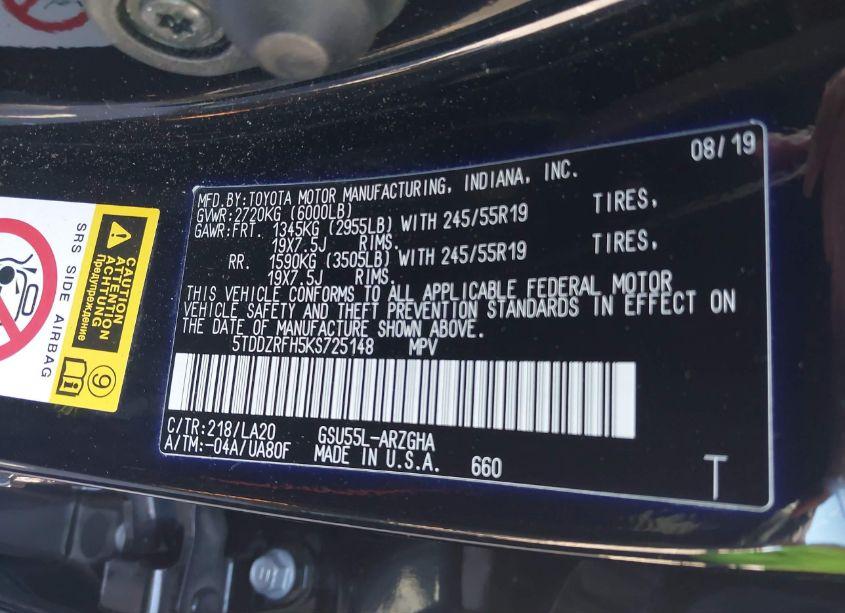 08/19
MFD.BY:TOYOTA MOTOR MANUFACTURING, INDIANA, INC.
GVWR:2720KG (6000LB)
GAWR:FRT. 1345KG (2955LB) WITH 245/55R19 TIRES,
19X7.5J RIMS.
RR. 1590KG (3505LB) WITH 245/55R19 TIRES,
19X7.5J RIMS.
THIS VEHICLE CONFORMS TO ALL APPLICABLE FEDERAL MOTOR
VEHICLE SAFETY AND THEFT PREVENTION STANDARDS IN EFFECT ON
THE DATE OF MANUFACTURE SHOWN ABOVE.
5TDDZRFH5KS725148 MPV
C/TR:218/LA20 GSU55L-ARZGHA
A/TM:-04A/UA80F MADE IN U.S.A. 660
T
SRS SIDE AIRBAG
CAUTION
ATTENTION
ACHTUNG
Предупреждение
9